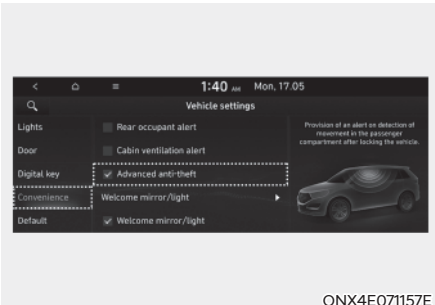 1:40 AM Mon, 17.05
Vehicle settings
Lights
Door
Digital key
Convenience
Default
Rear occupant alert
Cabin ventilation alert
Advanced anti-theft
Welcome mirror/light
Welcome mirror/light
Provision of an alert on detection of
movement in the passenger
compartment after locking the vehicle.
ONX4E071157E